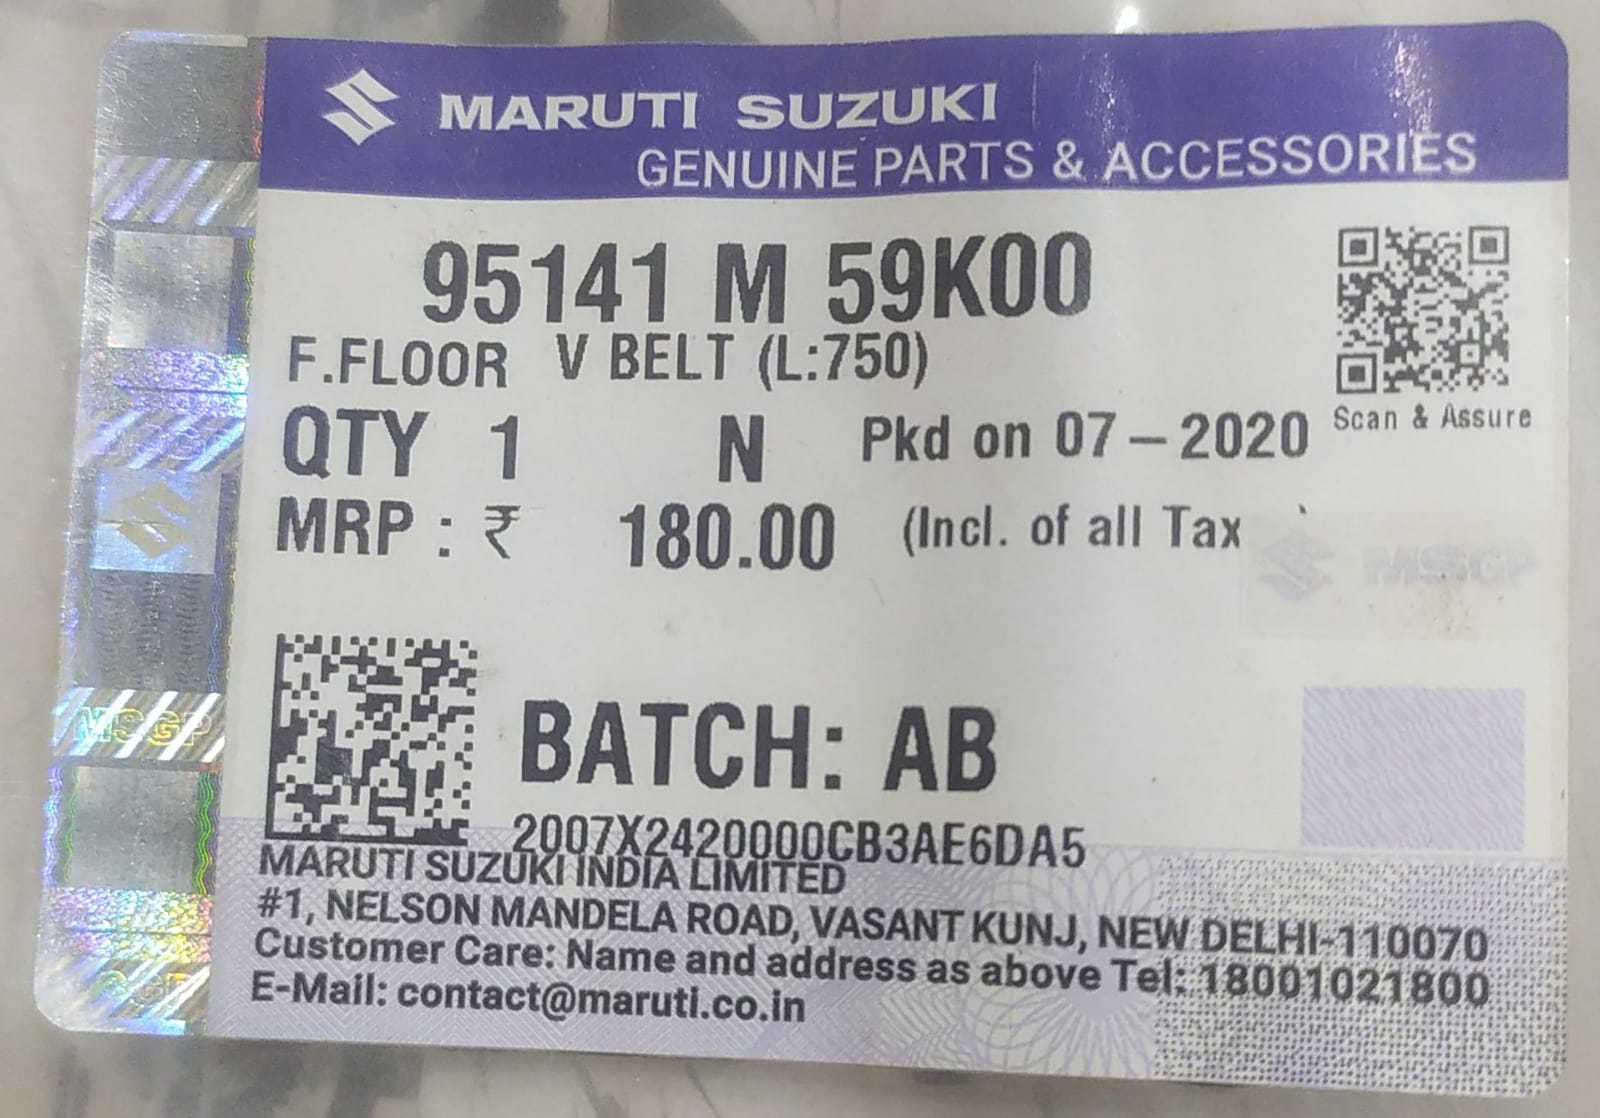 MARUTI SUZUKI
GENUINE PARTS & ACCESSORIES
95141 M 59K00
F.FLOOR V BELT (L:750)
QTY 1 N Pkd on 07-2020
Scan & Assure
MRP : ₹ 180.00 (Incl. of all Tax
MSGP
BATCH: AB
2007X2420000CB3AE6DA5
MARUTI SUZUKI INDIA LIMITED
#1, NELSON MANDELA ROAD, VASANT KUNJ, NEW DELHI-110070
Customer Care: Name and address as above Tel: 18001021800
E-Mail: contact@maruti.co.in
MSGP